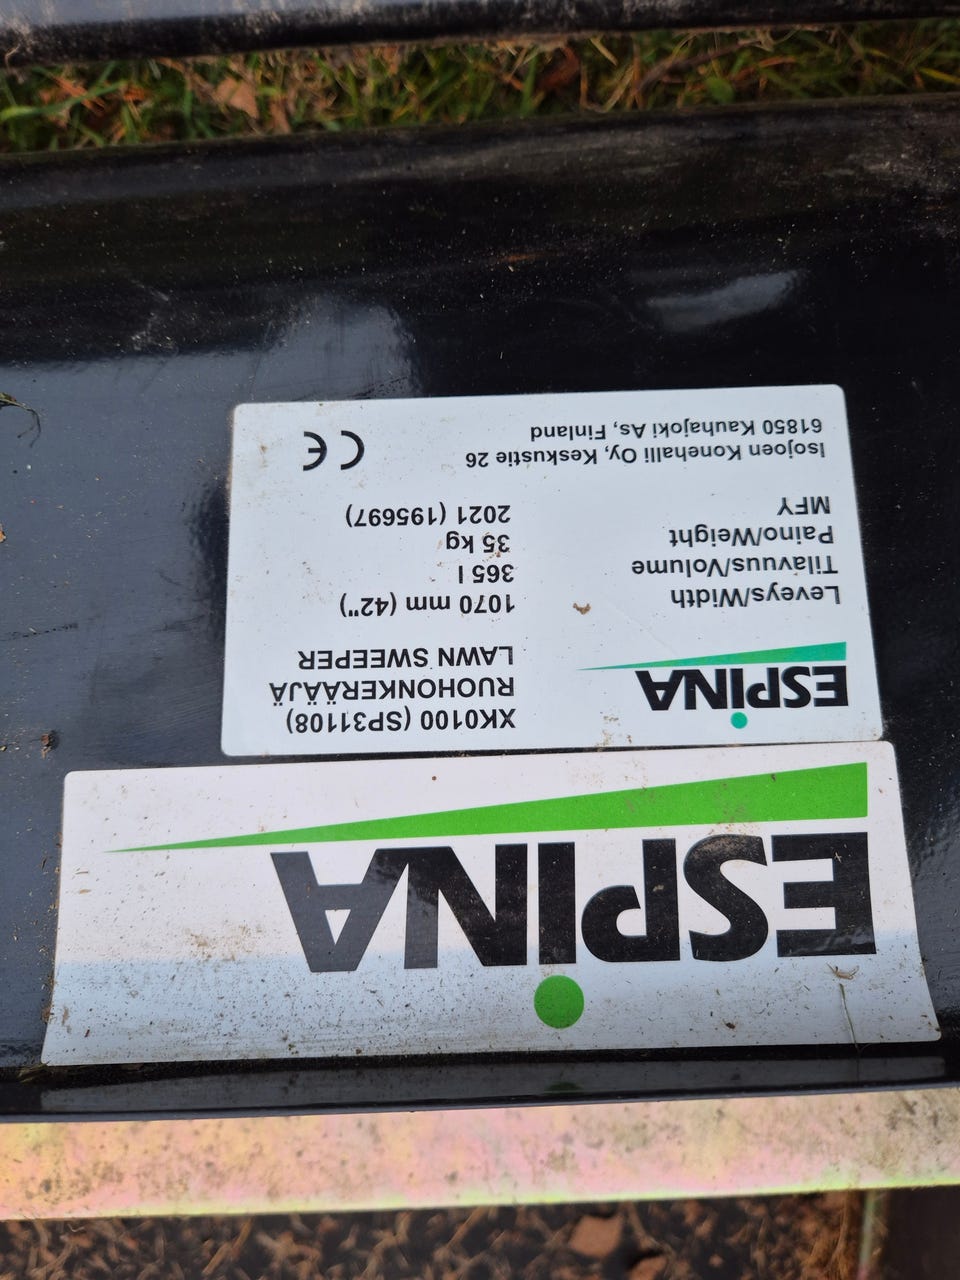 ESPINA
XK0100 (SP31108)
RUOHONKERÄÄJÄ
LAWN SWEEPER
ESPINA
Leveys/Width 1070 mm (42")
Tilavuus/Volume 365 l
Paino/Weight 35 kg
MFY 2021 (195697)
Isojoen Konehalli Oy, Keskustie 26
61850 Kauhajoki As, Finland
CE